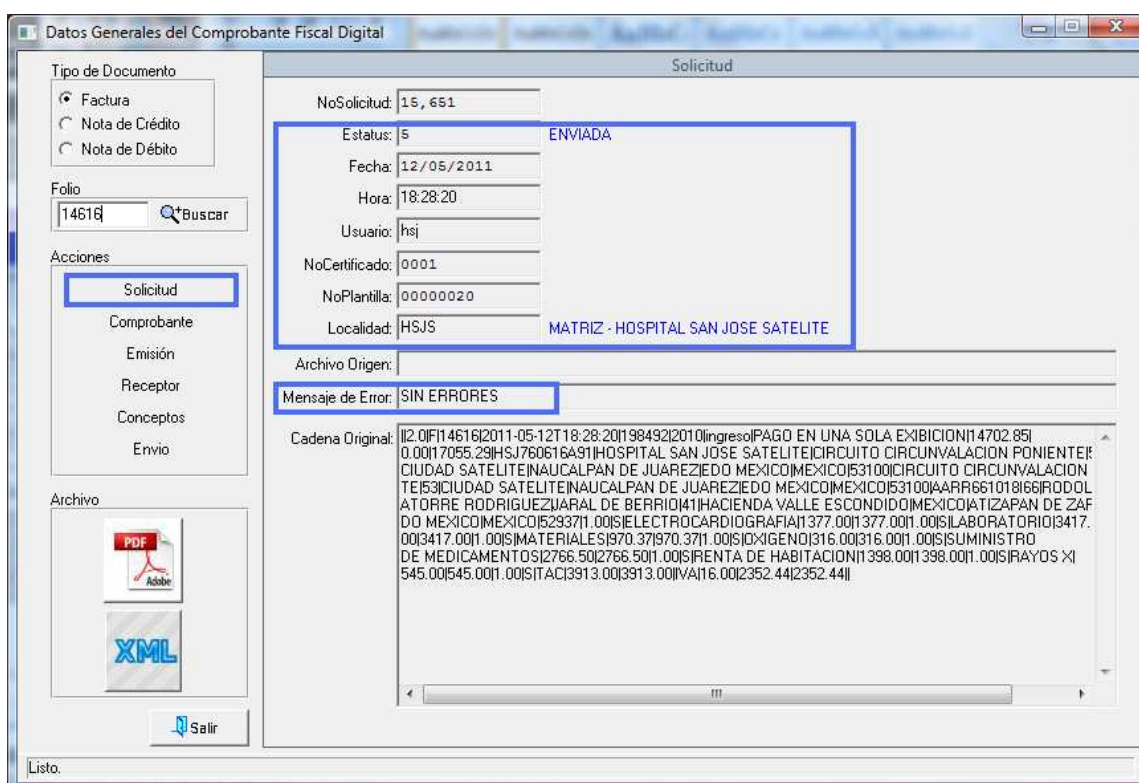 Datos Generales del Comprobante Fiscal Digital
Tipo de Documento
Factura
Nota de Crédito
Nota de Débito
Folio
14616
Buscar
Acciones
Solicitud
Comprobante
Emisión
Receptor
Conceptos
Envio
Archivo
PDF
Adobe
XML
Salir
Solicitud
NoSolicitud: 15,651
Estatus: 5 ENVIADA
Fecha: 12/05/2011
Hora: 18:28:20
Usuario: hsj
NoCertificado: 0001
NoPlantilla: 00000020
Localidad: HSJS MATRIZ - HOSPITAL SAN JOSE SATELITE
Archivo Origen:
Mensaje de Error: SIN ERRORES
Cadena Original: ||2.0|F|14616|2011-05-12T18:28:20|198492|2010|ingreso|PAGO EN UNA SOLA EXIBICION|14702.85|
0.00|17055.29|HSJ760616A91|HOSPITAL SAN JOSE SATELITE|CIRCUITO CIRCUNVALACION PONIENTE|5
CIUDAD SATELITE|NAUCALPAN DE JUAREZ|EDO MEXICO|MEXICO|53100|CIRCUITO CIRCUNVALACION
TE|53|CIUDAD SATELITE|NAUCALPAN DE JUAREZ|EDO MEXICO|MEXICO|53100|AARR661018I66|RODOL
ATORRE RODRIGUEZ|JARAL DE BERRIO|41|HACIENDA VALLE ESCONDIDO|MEXICO|ATIZAPAN DE ZAF
DO MEXICO|MEXICO|52937|1.00|S|ELECTROCARDIOGRAFIA|1377.00|1377.00|1.00|S|LABORATORIO|3417.
00|3417.00|1.00|S|MATERIALES|970.37|970.37|1.00|S|OXIGENO|316.00|316.00|1.00|S|SUMINISTRO
DE MEDICAMENTOS|2766.50|2766.50|1.00|S|RENTA DE HABITACION|1398.00|1398.00|1.00|S|RAYOS X|
545.00|545.00|1.00|S|TAC|3913.00|3913.00|IVA|16.00|2352.44|2352.44||
Listo.